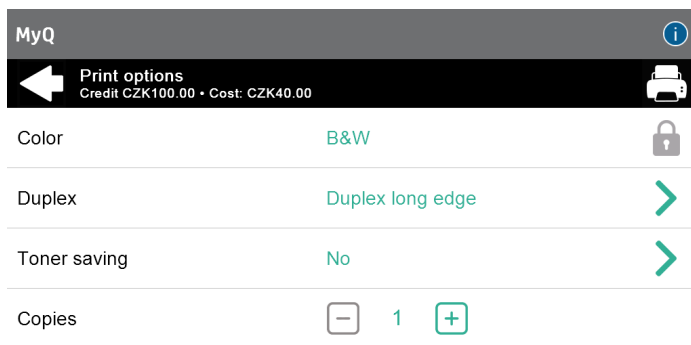 MyQ
Print options
Credit CZK100.00 • Cost: CZK40.00
Color B&W
Duplex Duplex long edge
Toner saving No
Copies − 1 +